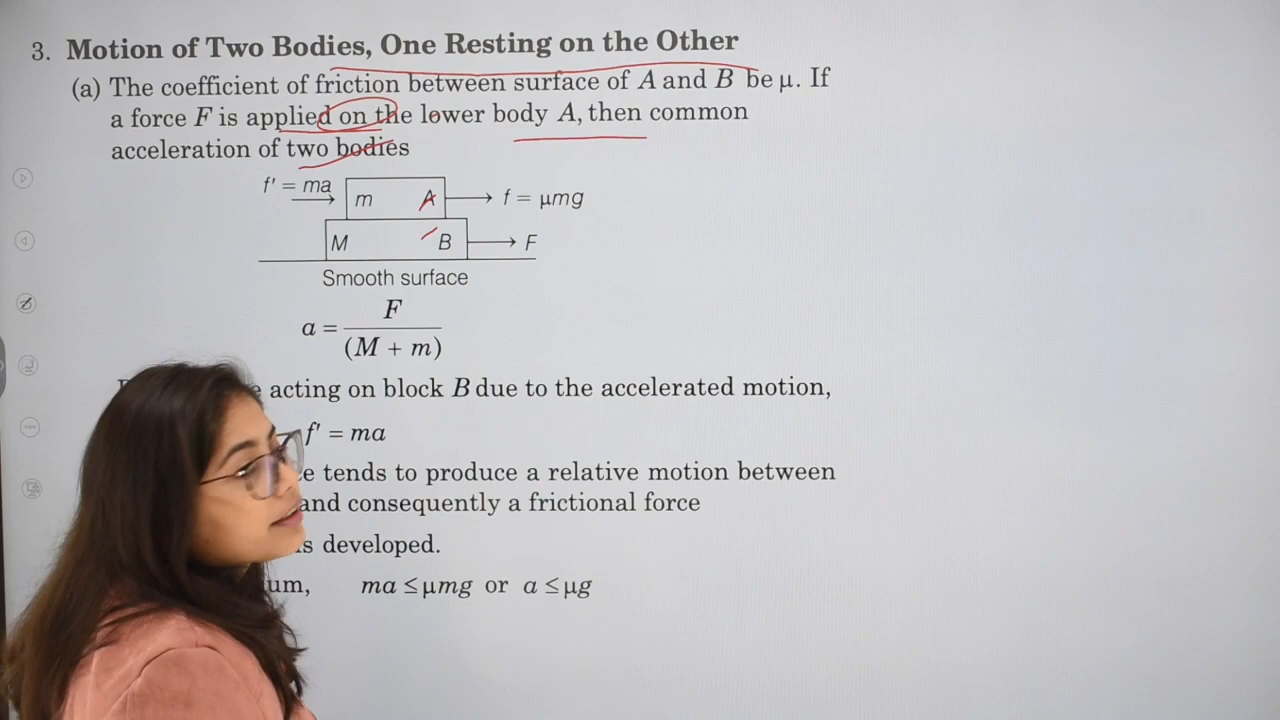 3. Motion of Two Bodies, One Resting on the Other
(a) The coefficient of friction between surface of A and B be μ. If
a force F is applied on the lower body A, then common
acceleration of two bodies
f' = ma
m A f = μmg
M B F
Smooth surface
a = F / (M + m)
acting on block B due to the accelerated motion,
f' = ma
tends to produce a relative motion between
and consequently a frictional force
developed.
ma ≤ μmg or a ≤ μg